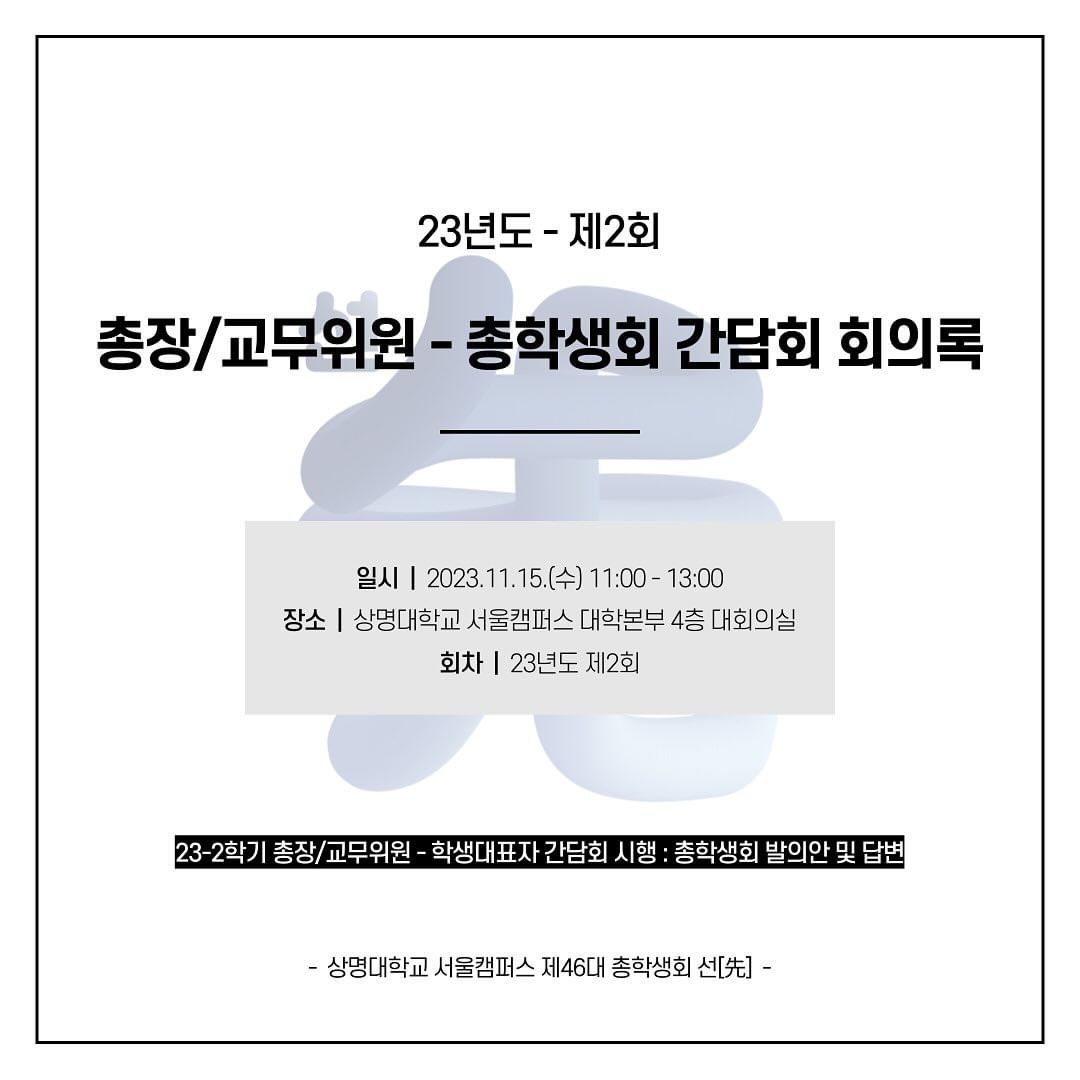 23년도 - 제2회
총장/교무위원 - 총학생회 간담회 회의록
일시 | 2023.11.15.(수) 11:00 - 13:00
장소 | 상명대학교 서울캠퍼스 대학본부 4층 대회의실
회차 | 23년도 제2회
23-2학기 총장/교무위원 - 학생대표자 간담회 시행 : 총학생회 발의안 및 답변
- 상명대학교 서울캠퍼스 제46대 총학생회 선[先] -